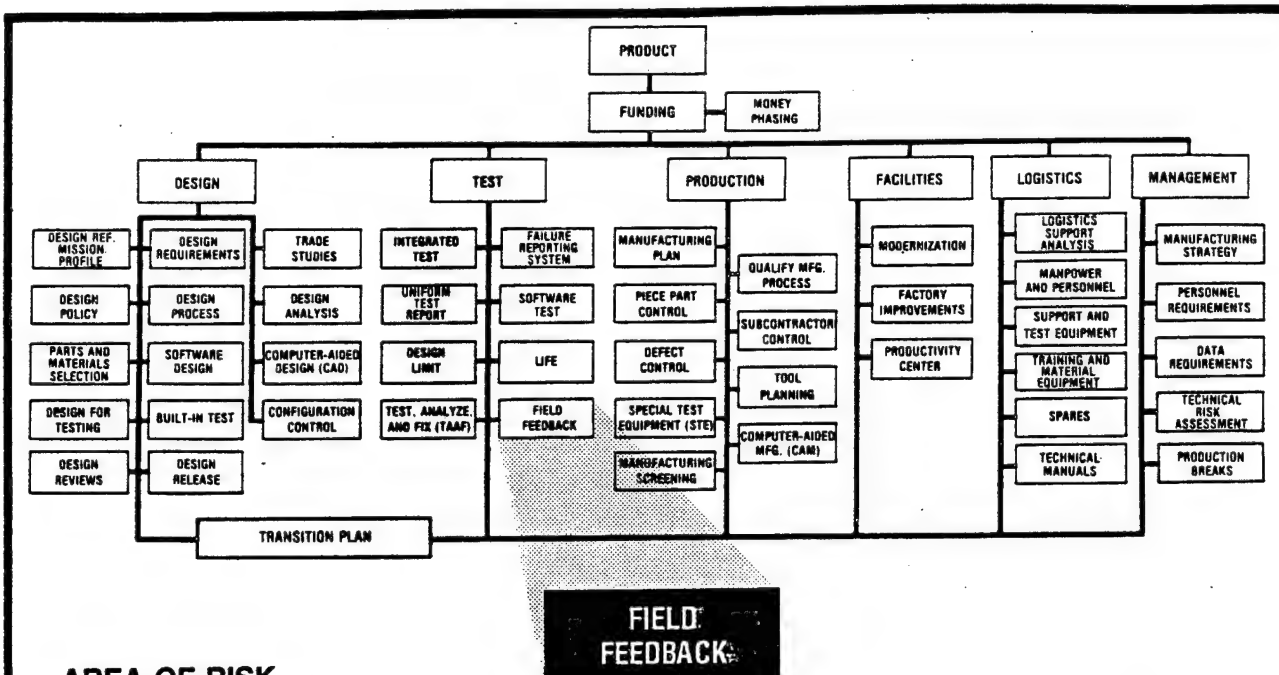 PRODUCT
FUNDING
MONEY
PHASING
DESIGN
TEST
PRODUCTION
FACILITIES
LOGISTICS
MANAGEMENT
DESIGN REF.
MISSION
PROFILE
DESIGN
REQUIREMENTS
TRADE
STUDIES
DESIGN
POLICY
DESIGN
PROCESS
DESIGN
ANALYSIS
PARTS AND
MATERIALS
SELECTION
SOFTWARE
DESIGN
COMPUTER-AIDED
DESIGN (CAD)
DESIGN FOR
TESTING
BUILT-IN TEST
CONFIGURATION
CONTROL
DESIGN
REVIEWS
DESIGN
RELEASE
INTEGRATED
TEST
FAILURE
REPORTING
SYSTEM
UNIFORM
TEST
REPORT
SOFTWARE
TEST
DESIGN
LIMIT
LIFE
TEST, ANALYZE,
AND FIX (TAAF)
FIELD
FEEDBACK
MANUFACTURING
PLAN
QUALIFY MFG.
PROCESS
PIECE PART
CONTROL
SUBCONTRACTOR
CONTROL
DEFECT
CONTROL
TOOL
PLANNING
SPECIAL TEST
EQUIPMENT (STE)
COMPUTER-AIDED
MFG. (CAM)
MANUFACTURING
SCREENING
MODERNIZATION
FACTORY
IMPROVEMENTS
PRODUCTIVITY
CENTER
LOGISTICS
SUPPORT
ANALYSIS
MANPOWER
AND PERSONNEL
SUPPORT AND
TEST EQUIPMENT
TRAINING AND
MATERIAL
EQUIPMENT
SPARES
TECHNICAL
MANUALS
MANUFACTURING
STRATEGY
PERSONNEL
REQUIREMENTS
DATA
REQUIREMENTS
TECHNICAL
RISK
ASSESSMENT
PRODUCTION
BREAKS
TRANSITION PLAN
FIELD
FEEDBACK
AREA OF RISK